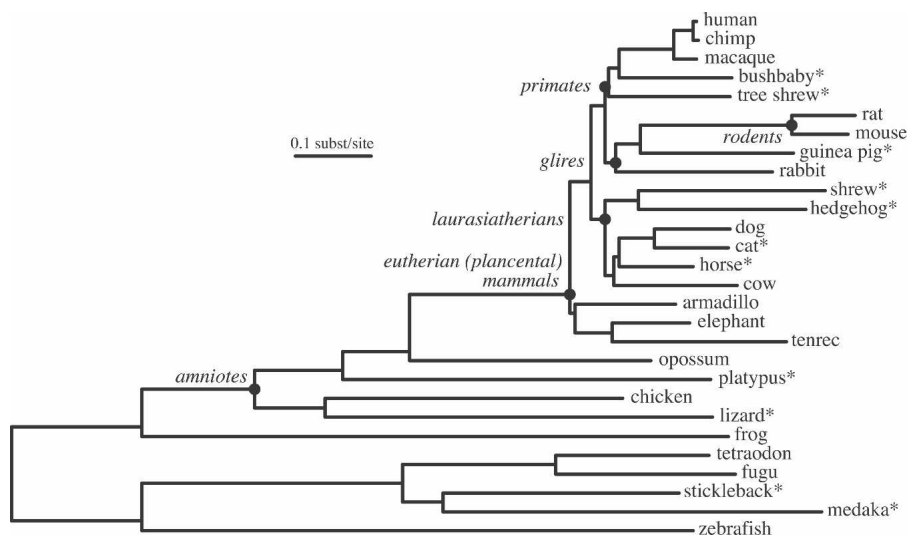 human
chimp
macaque
bushbaby*
primates
tree shrew*
rat
0.1 subst/site
rodents
mouse
guinea pig*
glires
rabbit
shrew*
hedgehog*
laurasiatherians
dog
cat*
eutherian (plancental)
mammals
horse*
cow
armadillo
elephant
tenrec
opossum
amniotes
platypus*
chicken
lizard*
frog
tetraodon
fugu
stickleback*
medaka*
zebrafish